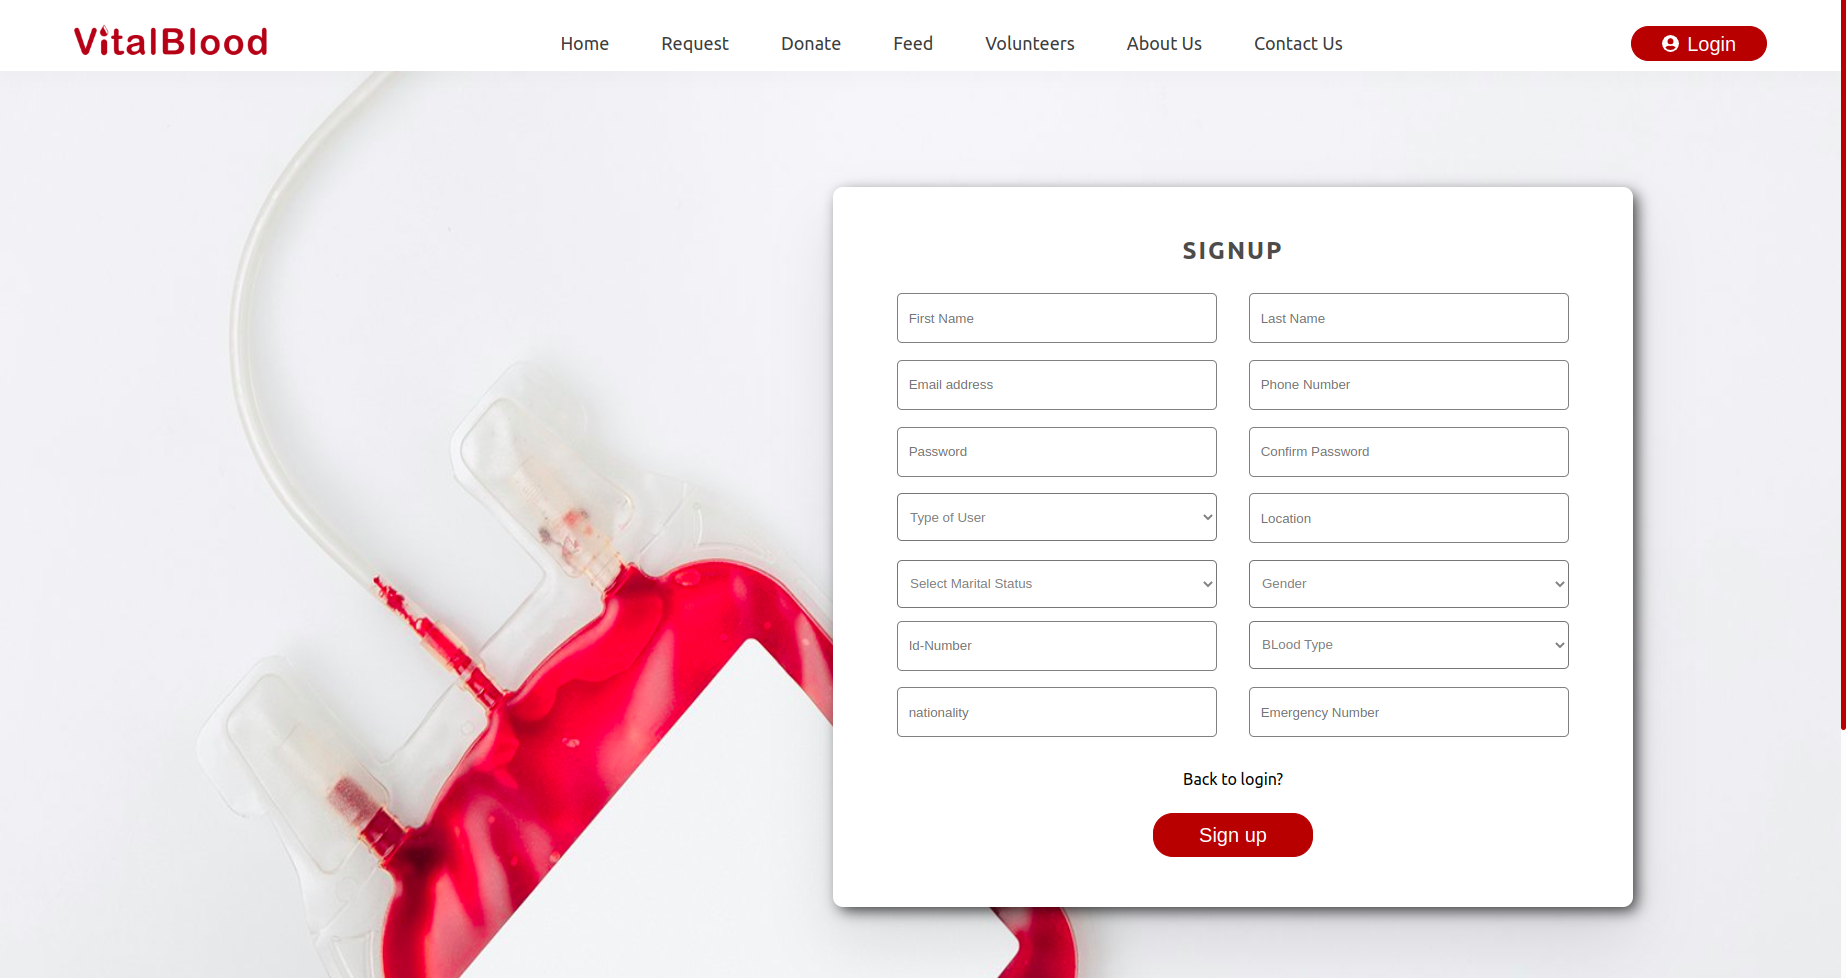 VitalBlood
Home Request Donate Feed Volunteers About Us Contact Us
Login
SIGNUP
First Name Last Name
Email address Phone Number
Password Confirm Password
Type of User Location
Select Marital Status Gender
Id-Number BLood Type
nationality Emergency Number
Back to login?
Sign up